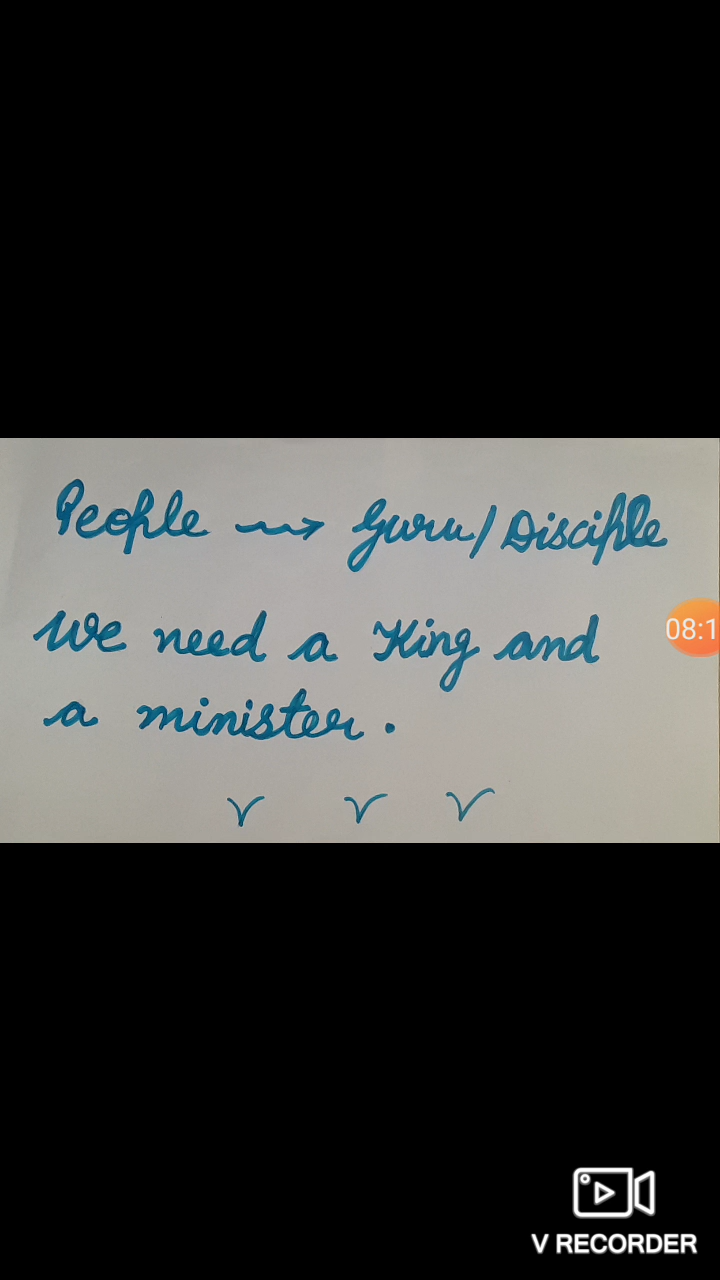 People ⇝ Guru/Disciple
We need a King and
a minister.
08:1
V RECORDER